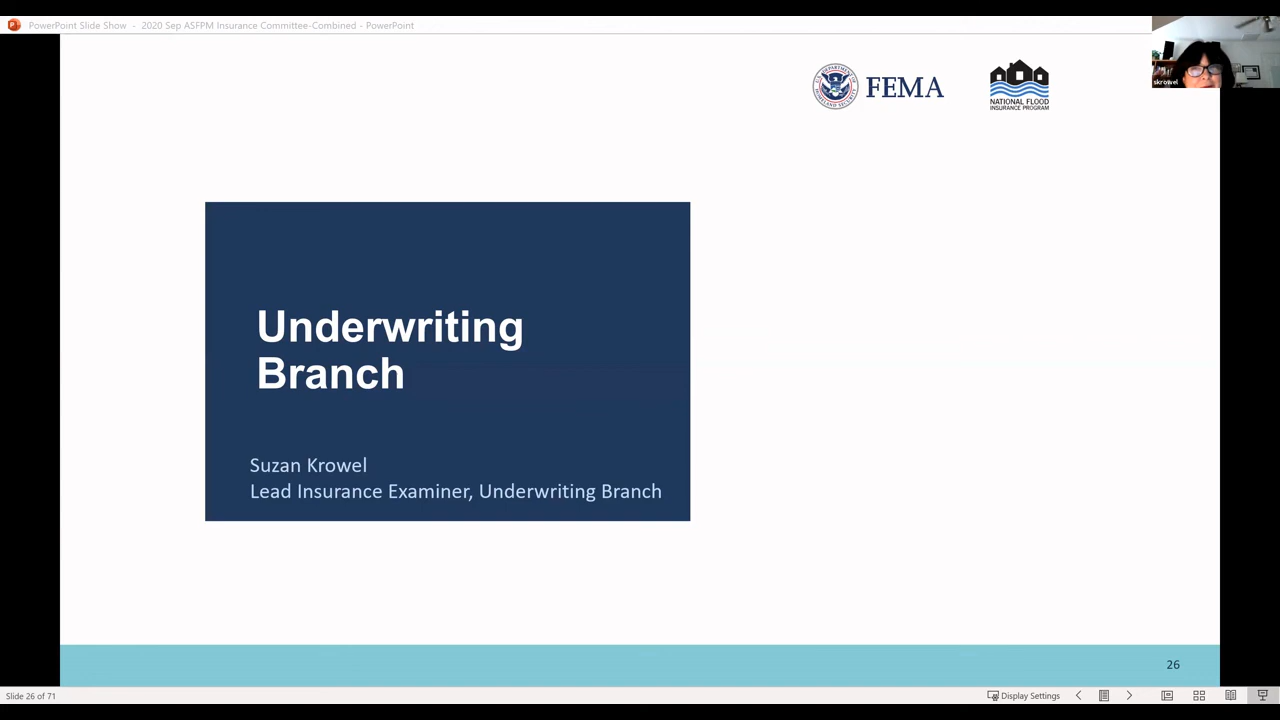 PowerPoint Slide Show - 2020 Sep ASFPM Insurance Committee-Combined - PowerPoint
skrowel
FEMA
NATIONAL FLOOD
INSURANCE PROGRAM
Underwriting
Branch
Suzan Krowel
Lead Insurance Examiner, Underwriting Branch
26
Slide 26 of 71
Display Settings